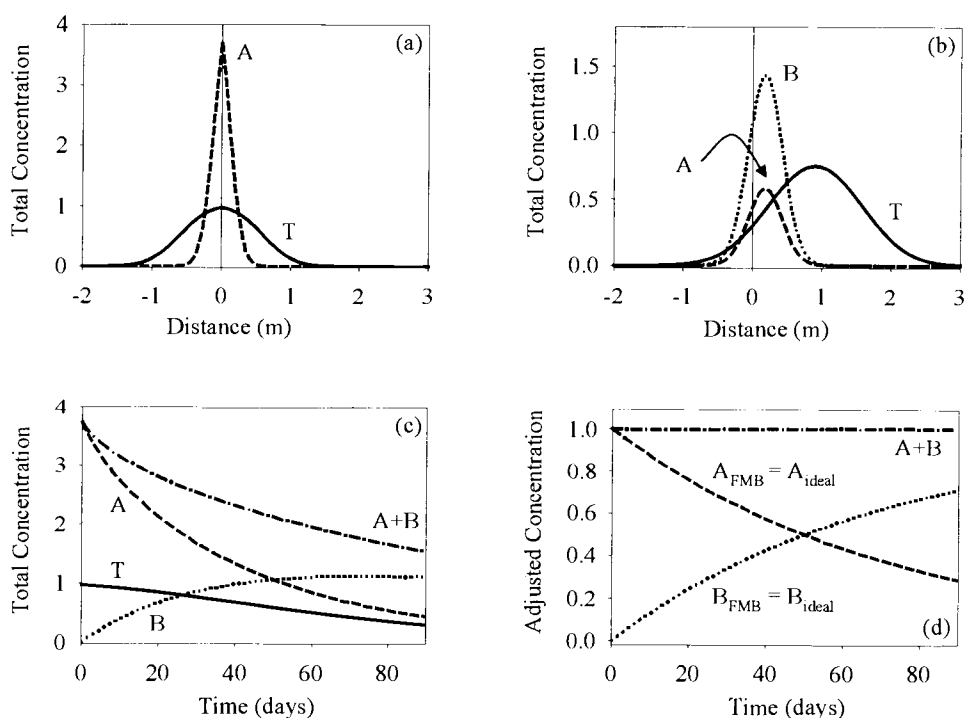 (a)
Total Concentration
4
3
2
1
0
A
T
-2 -1 0 1 2 3
Distance (m)
(b)
Total Concentration
1.5
1.0
0.5
0.0
B
A
T
-2 -1 0 1 2 3
Distance (m)
(c)
Total Concentration
4
3
2
1
0
A
A+B
T
B
0 20 40 60 80
Time (days)
Adjusted Concentration
1.0
0.8
0.6
0.4
0.2
0.0
A+B
A_FMB = A_ideal
B_FMB = B_ideal
(d)
0 20 40 60 80
Time (days)